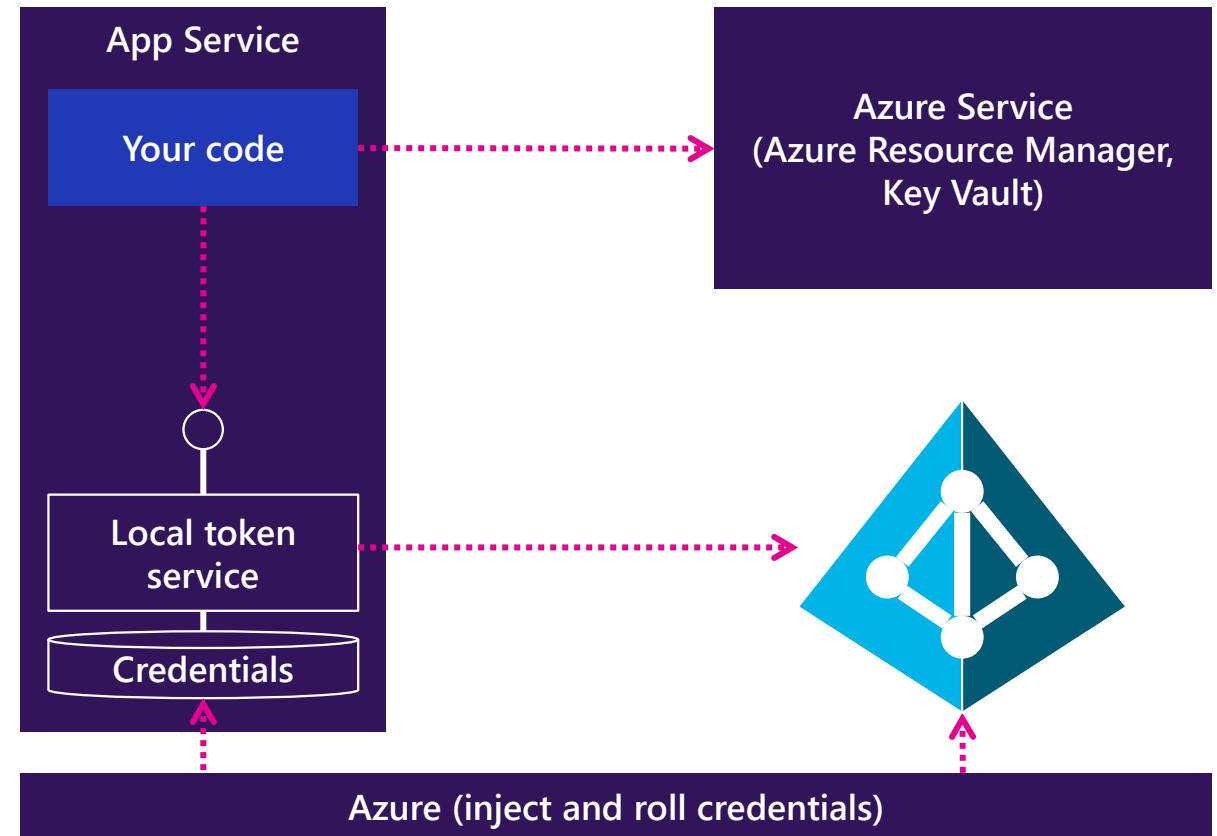 App Service
Your code
Azure Service
(Azure Resource Manager,
Key Vault)
Local token
service
Credentials
Azure (inject and roll credentials)